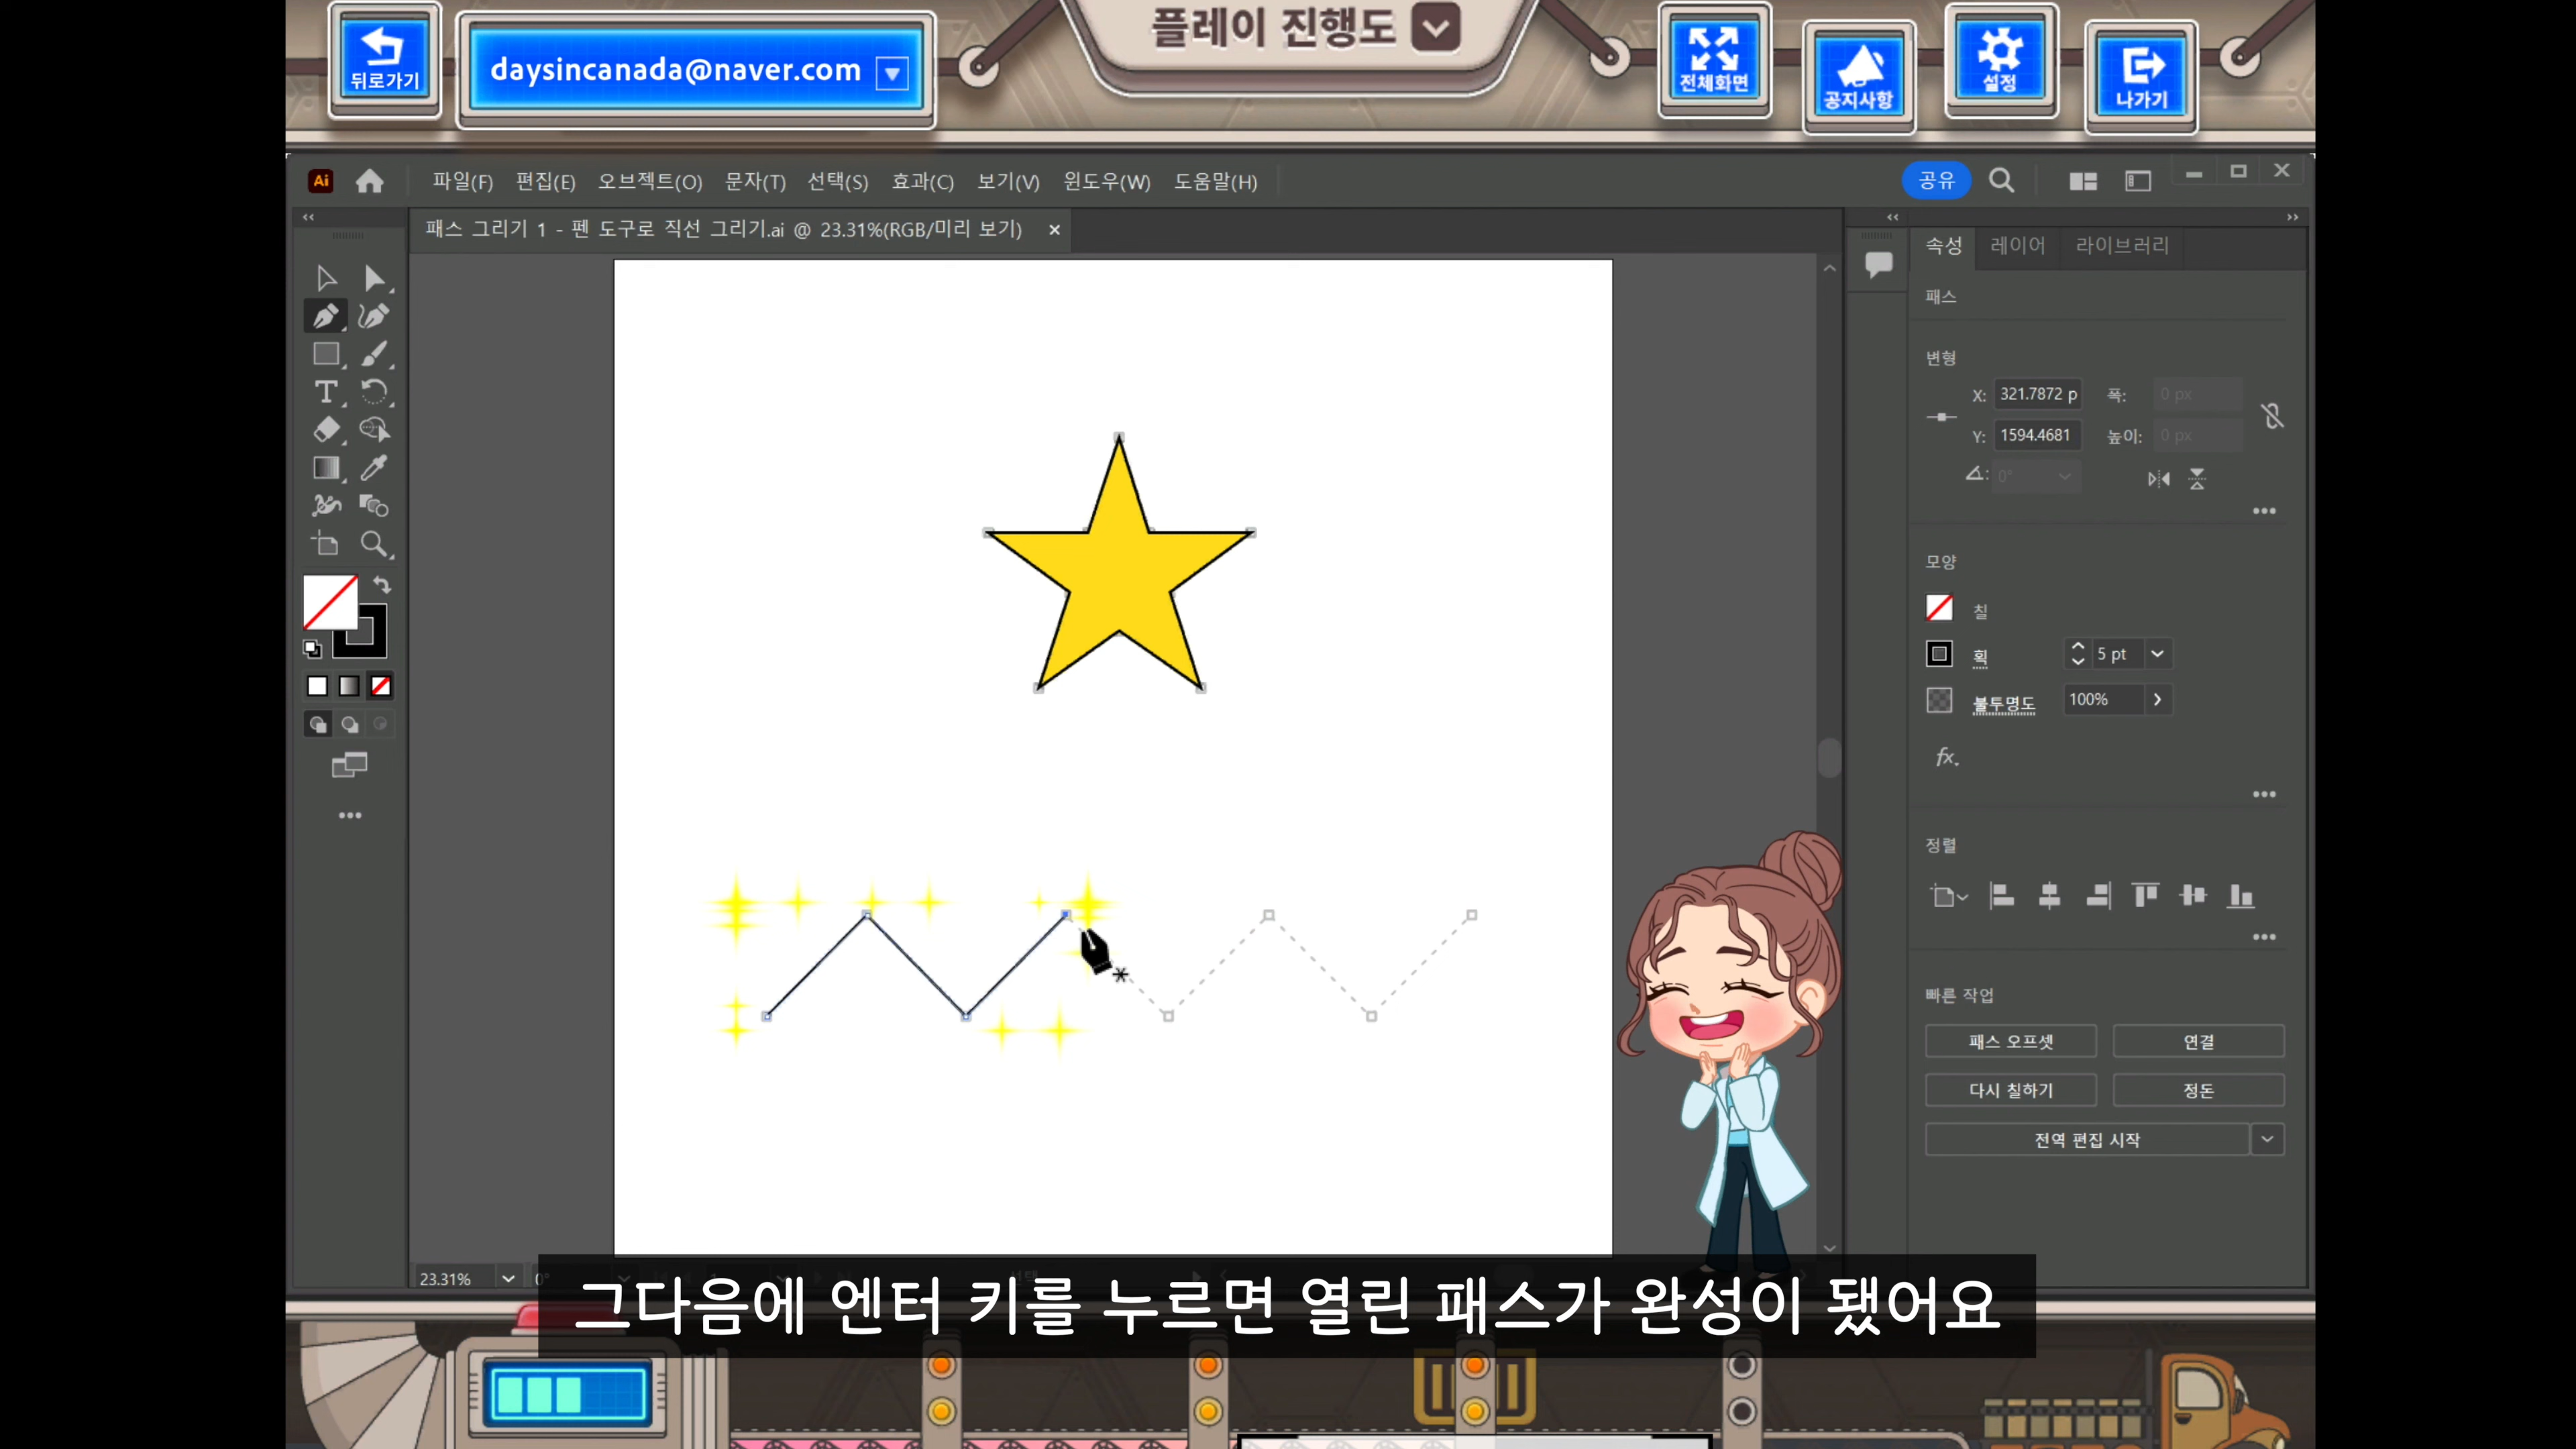 플레이 진행도
뒤로가기
daysincanada@naver.com
전체화면
공지사항
설정
나가기
Ai
파일(F) 편집(E) 오브젝트(O) 문자(T) 선택(S) 효과(C) 보기(V) 윈도우(W) 도움말(H)
공유
패스 그리기 1 - 펜 도구로 직선 그리기.ai @ 23.31%(RGB/미리 보기)
속성 레이어 라이브러리
패스
변형
X: 321.7872 p 폭: 0 px
Y: 1594.4681 높이: 0 px
0°
모양
칠
획 5 pt
불투명도 100%
fx.
정렬
빠른 작업
패스 오프셋 연결
다시 칠하기 정돈
전역 편집 시작
23.31% 0°
그다음에 엔터 키를 누르면 열린 패스가 완성이 됐어요